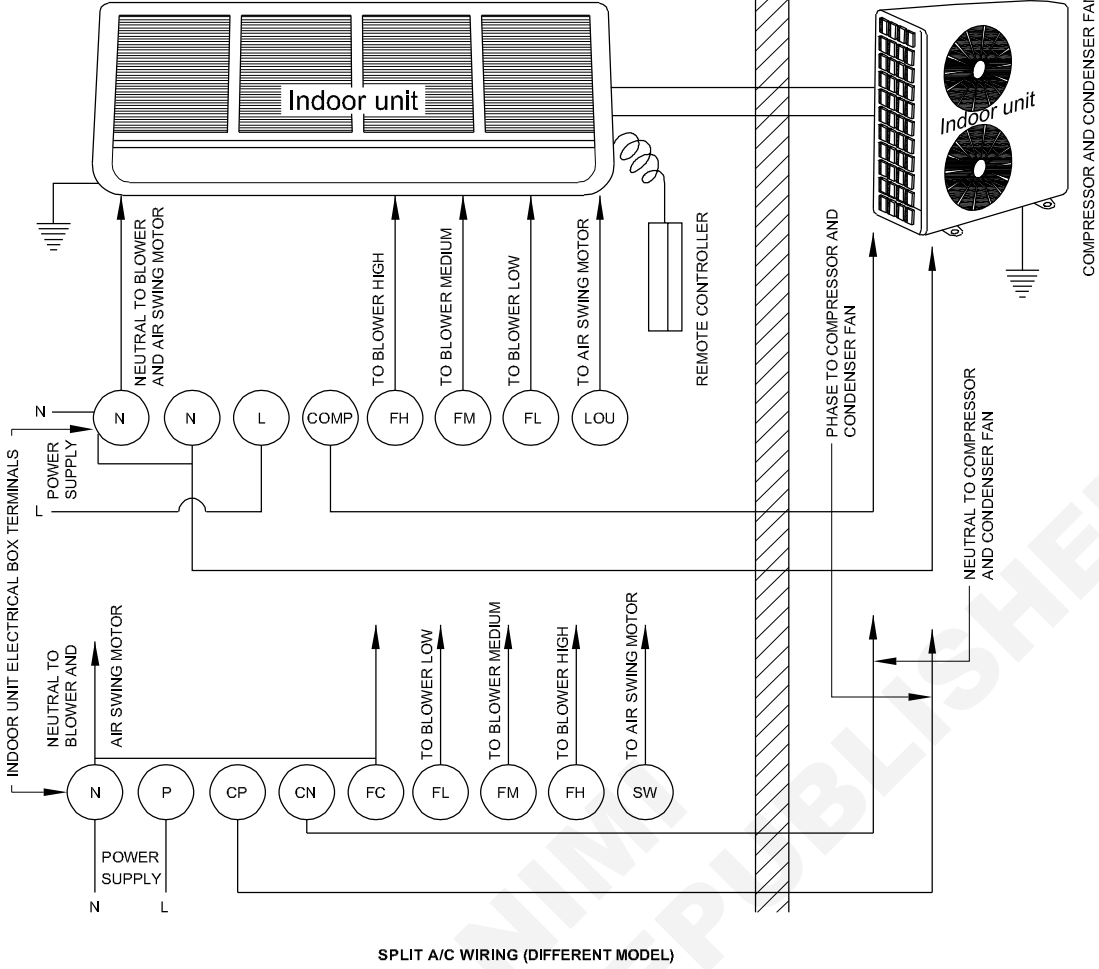 Indoor unit
Indoor unit
COMPRESSOR AND CONDENSER FAN
NEUTRAL TO BLOWER
AND AIR SWING MOTOR
TO BLOWER HIGH
TO BLOWER MEDIUM
TO BLOWER LOW
TO AIR SWING MOTOR
REMOTE CONTROLLER
PHASE TO COMPRESSOR AND
CONDENSER FAN
NEUTRAL TO COMPRESSOR
AND CONDENSER FAN
N
N N L COMP FH FM FL LOU
POWER
SUPPLY
L
INDOOR UNIT ELECTRICAL BOX TERMINALS
NEUTRAL TO
BLOWER AND
AIR SWING MOTOR
TO BLOWER LOW
TO BLOWER MEDIUM
TO BLOWER HIGH
TO AIR SWING MOTOR
N P CP CN FC FL FM FH SW
POWER
SUPPLY
N L
NIMI
SPLIT A/C WIRING (DIFFERENT MODEL)